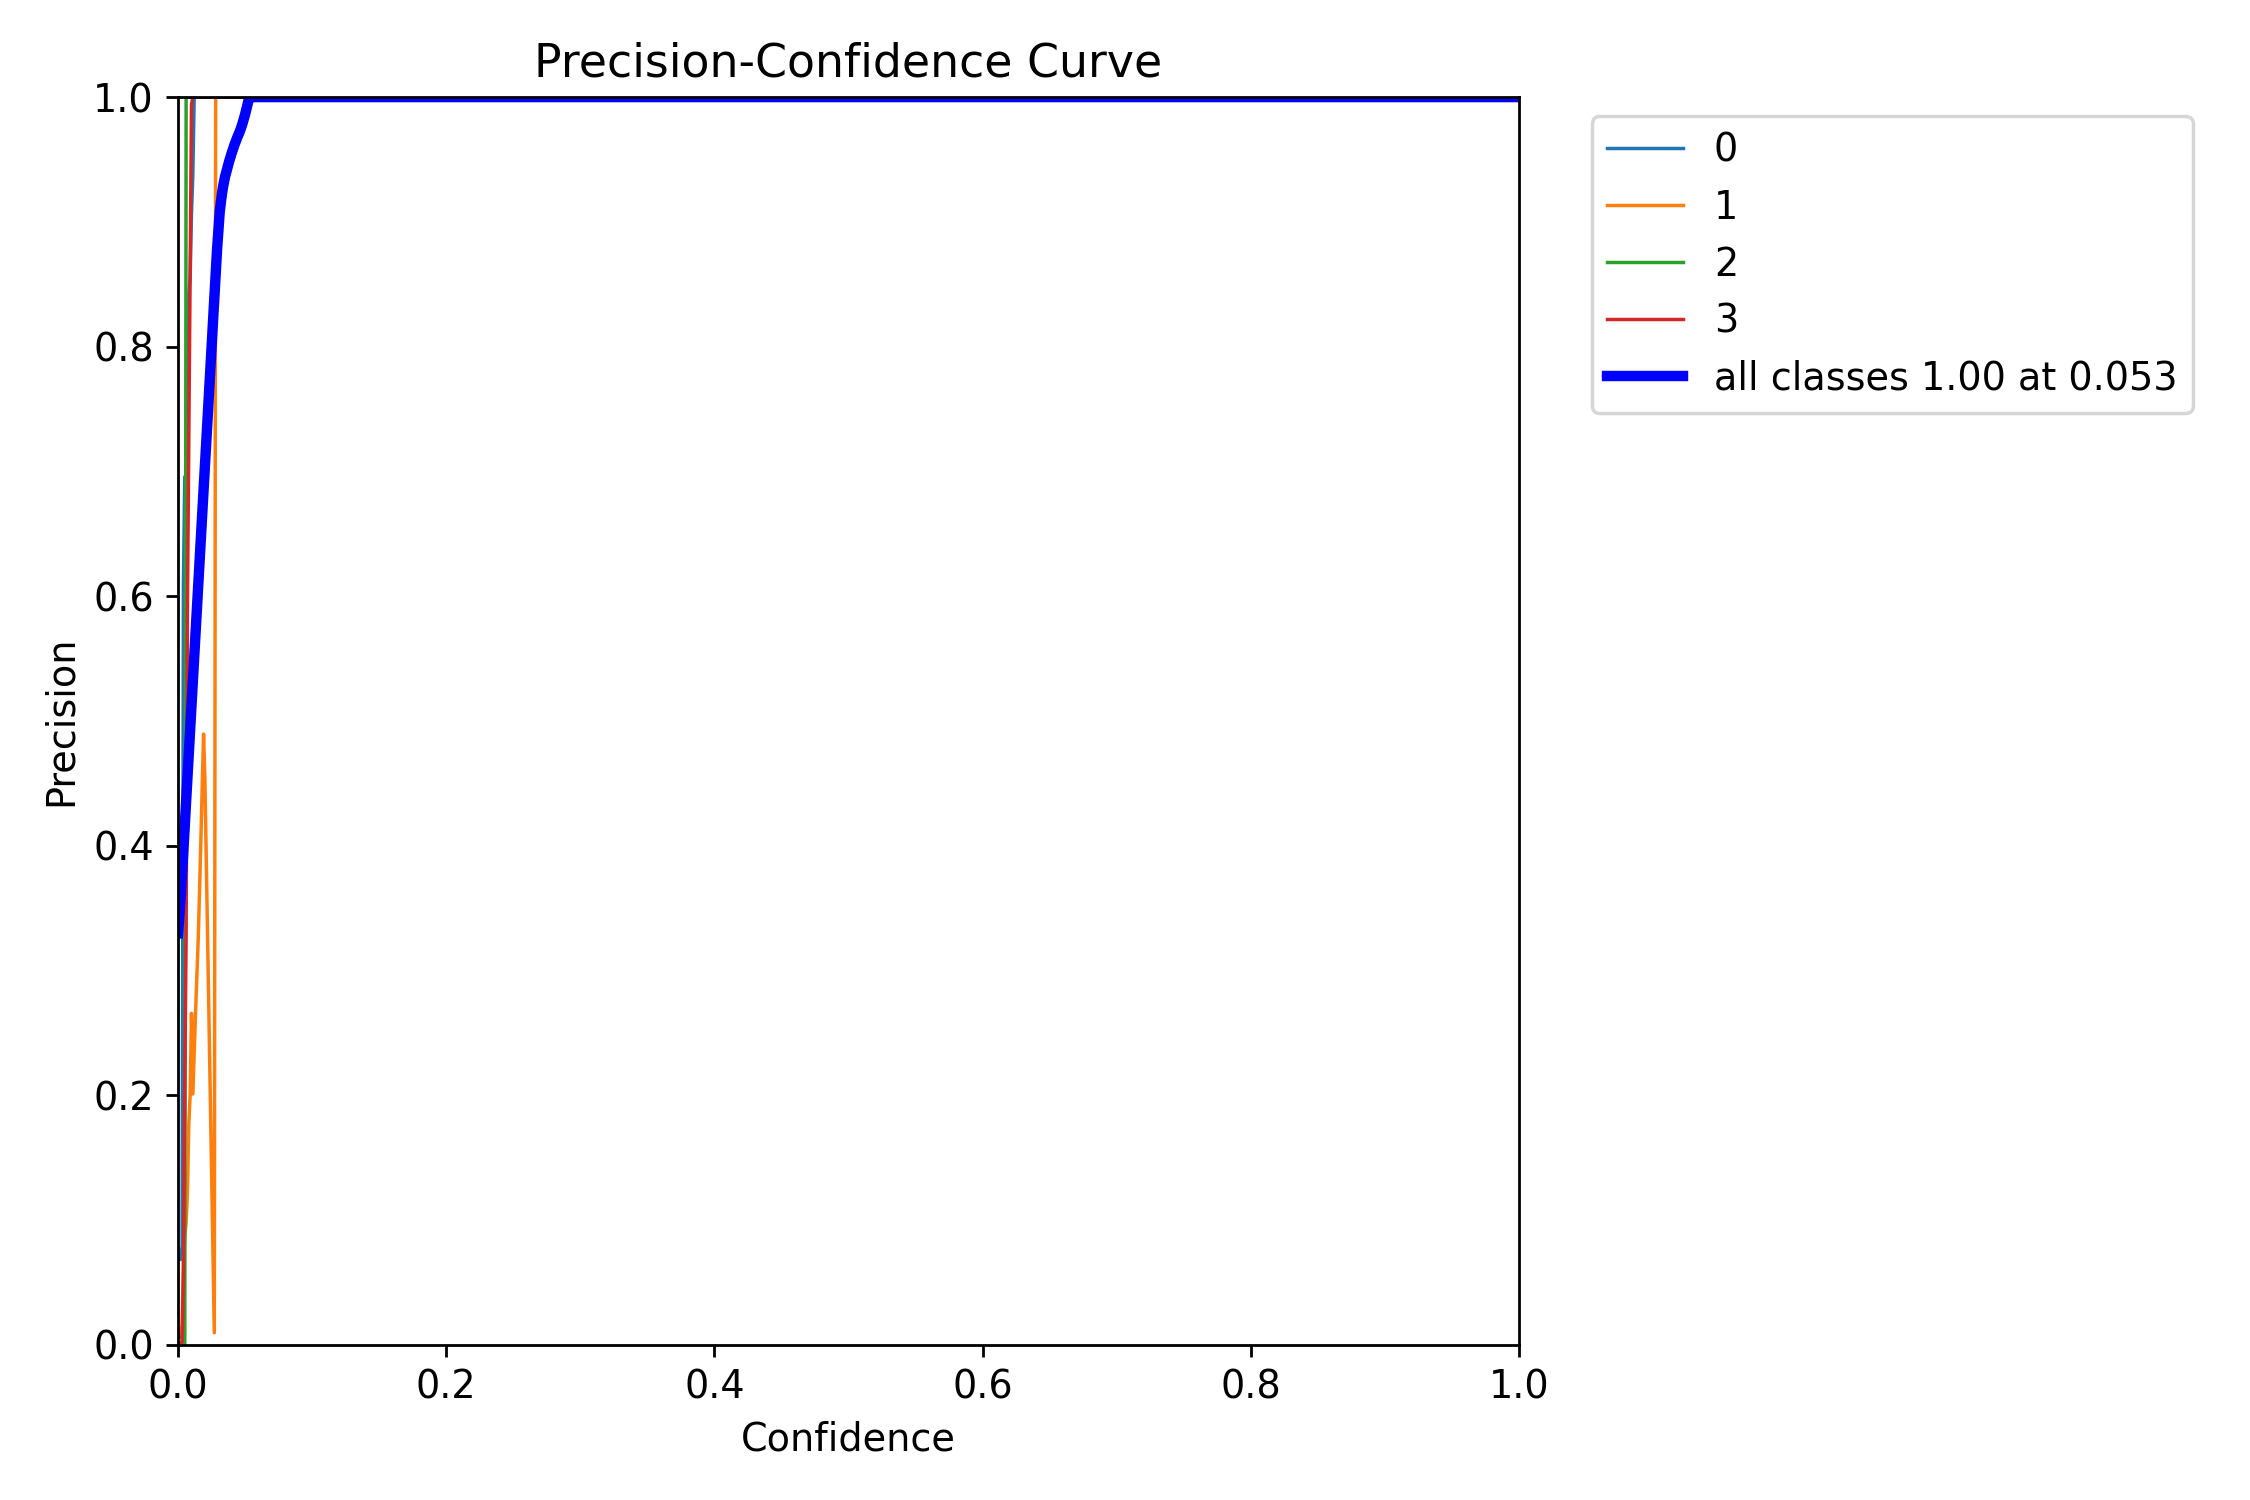 Precision-Confidence Curve
1.0
0.8
0.6
0.4
0.2
0.0
Precision
0.0 0.2 0.4 0.6 0.8 1.0
Confidence
0
1
2
3
all classes 1.00 at 0.053